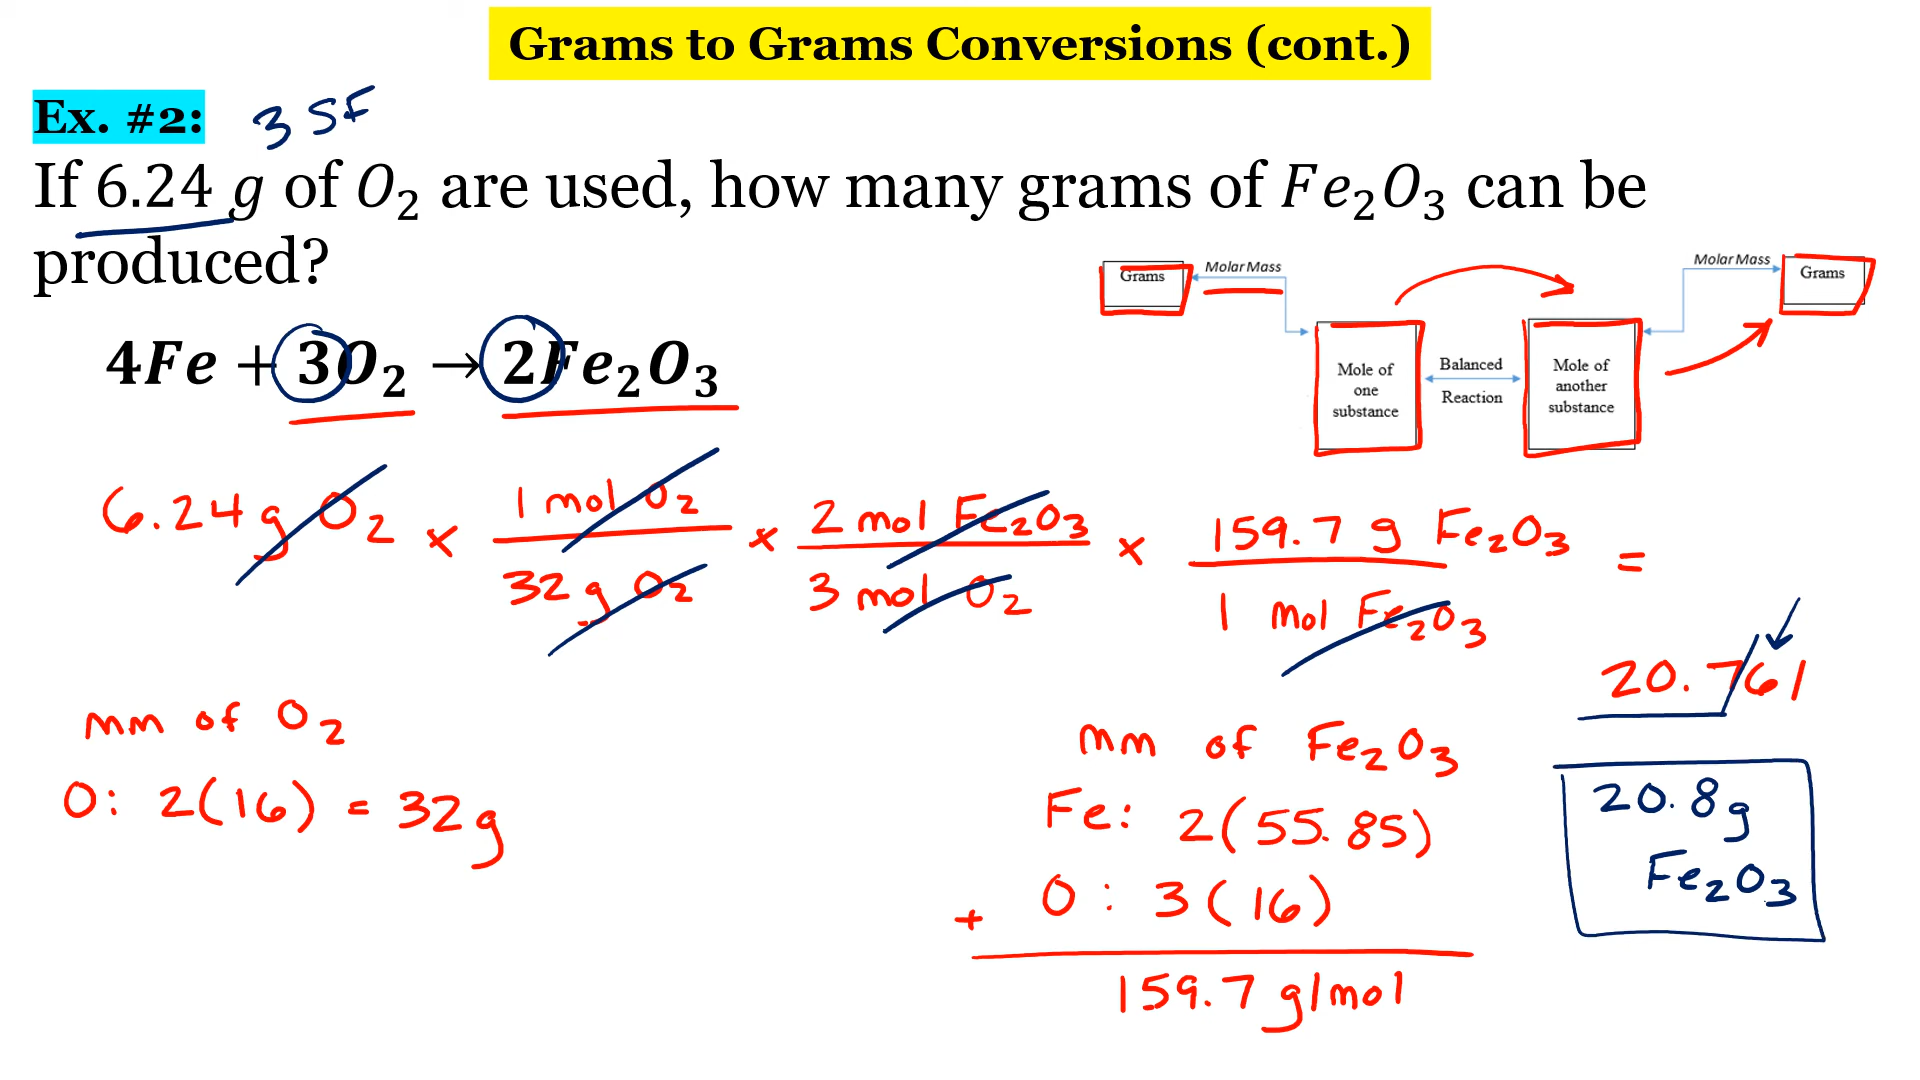 Grams to Grams Conversions (cont.)
Ex. #2:
3 SF
If 6.24 g of O₂ are used, how many grams of Fe₂O₃ can be
produced?
Grams
Molar Mass
Molar Mass
Grams
4Fe + 3O₂ → 2Fe₂O₃
Mole of
one
substance
Balanced
Reaction
Mole of
another
substance
6.24 g O₂ × 1 mol O₂ / 32 g O₂ × 2 mol Fe₂O₃ / 3 mol O₂ × 159.7 g Fe₂O₃ / 1 mol Fe₂O₃ =
20.761
20.8 g
Fe₂O₃
mm of O₂
O: 2(16) = 32g
mm of Fe₂O₃
Fe: 2(55.85)
+ O: 3(16)
159.7 g/mol